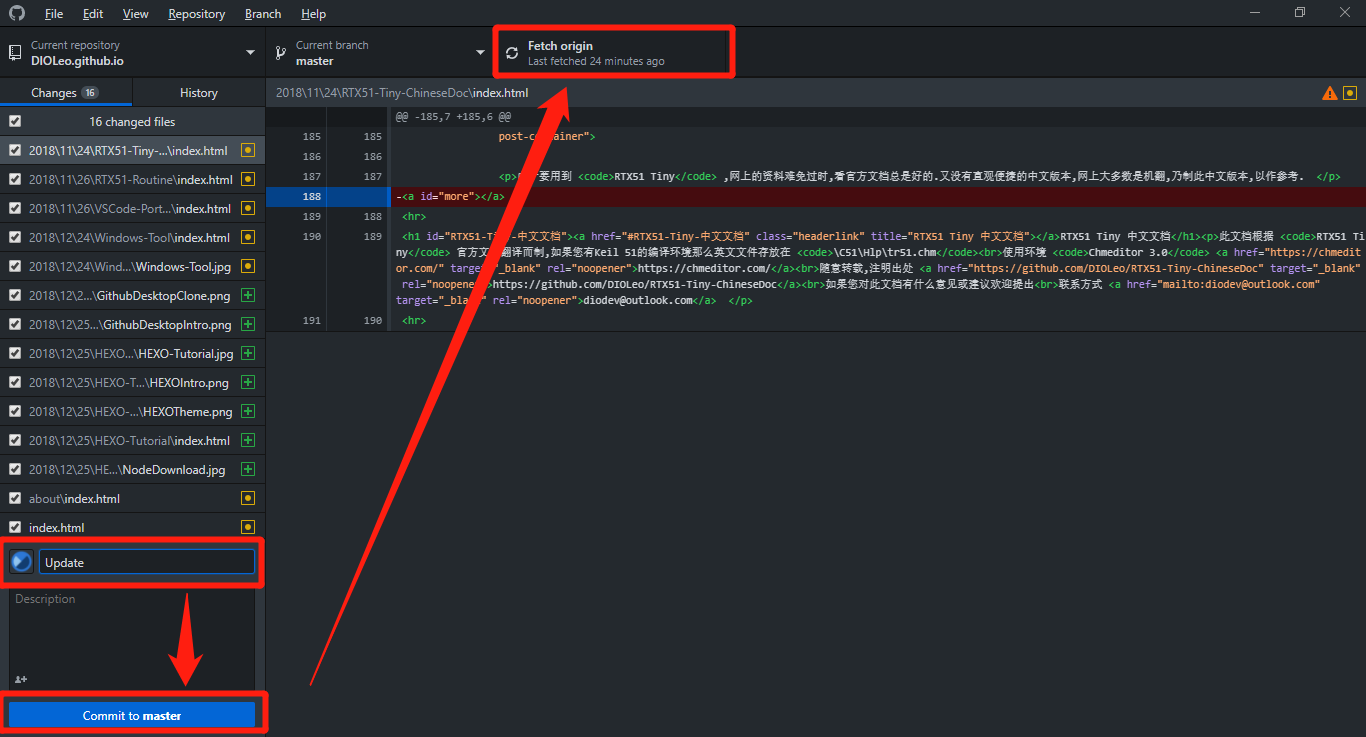 File Edit View Repository Branch Help
Current repository
DIOLeo.github.io
Current branch
master
Fetch origin
Last fetched 24 minutes ago
Changes 16
History
16 changed files
2018\11\24\RTX51-Tiny-...\index.html
2018\11\26\RTX51-Routine\index.html
2018\11\26\VSCode-Port...\index.html
2018\12\24\Windows-Tool\index.html
2018\12\24\Wind...\Windows-Tool.jpg
2018\12\2...\GithubDesktopClone.png
2018\12\25...\GithubDesktopIntro.png
2018\12\25\HEXO...\HEXO-Tutorial.jpg
2018\12\25\HEXO-T...\HEXOIntro.png
2018\12\25\HEXO-...\HEXOTheme.png
2018\12\25\HEXO-Tutorial\index.html
2018\12\25\HE...\NodeDownload.jpg
about\index.html
index.html
Update
Description
Commit to master
2018\11\24\RTX51-Tiny-ChineseDoc\index.html
@@ -185,7 +185,6 @@
185 185 post-container">
186 186
187 187 <p>要用到 <code>RTX51 Tiny</code> ,网上的资料难免过时,看官方文档总是好的.又没有直观便捷的中文版本,网上大多数是机翻,乃制此中文版本,以作参考. </p>
188 -<a id="more"></a>
189 188 <hr>
190 189 <h1 id="RTX51-Tiny-中文文档"><a href="#RTX51-Tiny-中文文档" class="headerlink" title="RTX51 Tiny 中文文档"></a>RTX51 Tiny 中文文档</h1><p>此文档根据 <code>RTX51 Ti
ny</code> 官方文档翻译而制,如果您有Keil 51的编译环境那么英文文件存放在 <code>\C51\Hlp\tr51.chm</code><br>使用环境 <code>Chmeditor 3.0</code> <a href="https://chmedit
or.com/" target="_blank" rel="noopener">https://chmeditor.com/</a><br>随意转载,注明出处 <a href="https://github.com/DIOLeo/RTX51-Tiny-ChineseDoc" target="_blank"
rel="noopener">https://github.com/DIOLeo/RTX51-Tiny-ChineseDoc</a><br>如果您对此文档有什么意见或建议欢迎提出<br>联系方式 <a href="mailto:diodev@outlook.com"
target="_blank" rel="noopener">diodev@outlook.com</a> </p>
191 190 <hr>